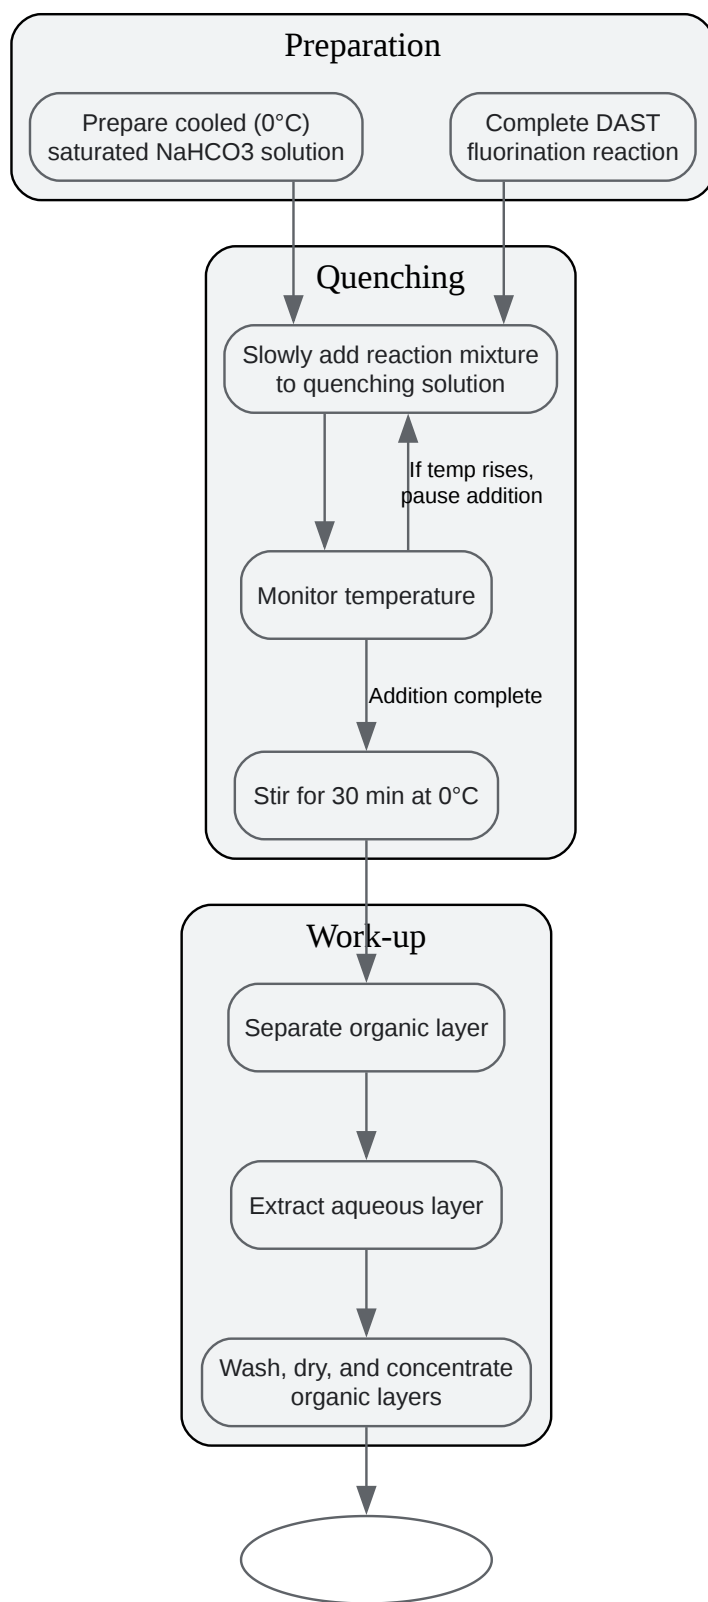 Preparation
Prepare cooled (0°C)
saturated NaHCO3 solution
Complete DAST
fluorination reaction
Quenching
Slowly add reaction mixture
to quenching solution
If temp rises,
pause addition
Monitor temperature
Addition complete
Stir for 30 min at 0°C
Work-up
Separate organic layer
Extract aqueous layer
Wash, dry, and concentrate
organic layers